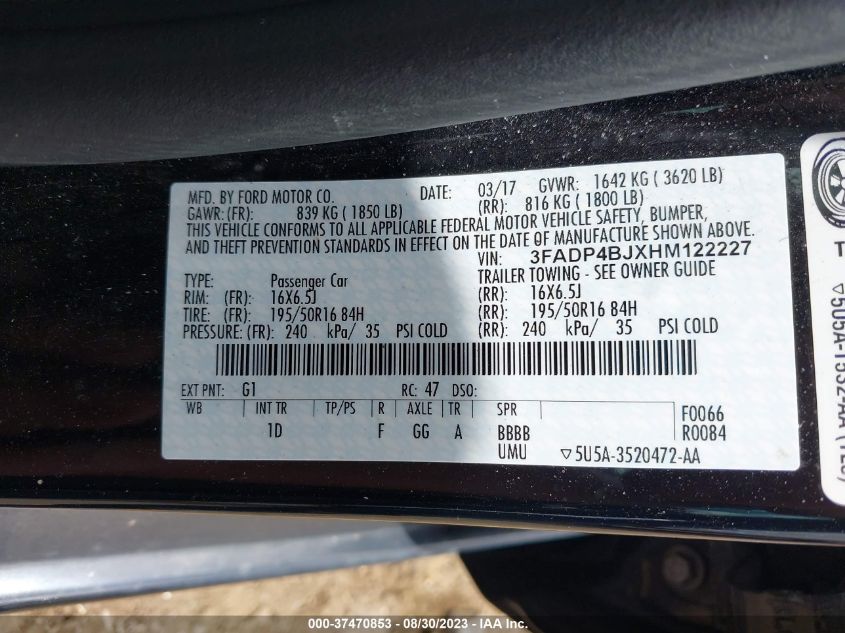 MFD. BY FORD MOTOR CO. DATE: 03/17 GVWR: 1642 KG ( 3620 LB)
GAWR:(FR): 839 KG ( 1850 LB) (RR): 816 KG ( 1800 LB)
THIS VEHICLE CONFORMS TO ALL APPLICABLE FEDERAL MOTOR VEHICLE SAFETY, BUMPER,
AND THEFT PREVENTION STANDARDS IN EFFECT ON THE DATE OF MANUFACTURE SHOWN ABOVE.
VIN: 3FADP4BJXHM122227
TYPE: Passenger Car TRAILER TOWING - SEE OWNER GUIDE
RIM: (FR): 16X6.5J (RR): 16X6.5J
TIRE: (FR): 195/50R16 84H (RR): 195/50R16 84H
PRESSURE: (FR): 240 kPa/ 35 PSI COLD (RR): 240 kPa/ 35 PSI COLD
EXT PNT: G1 RC: 47 DSO:
WB INT TR TP/PS R AXLE TR SPR F0066
1D F GG A BBBB R0084
UMU ▽5U5A-3520472-AA
000-37470853 / 08/30/2023 - IAA Inc.